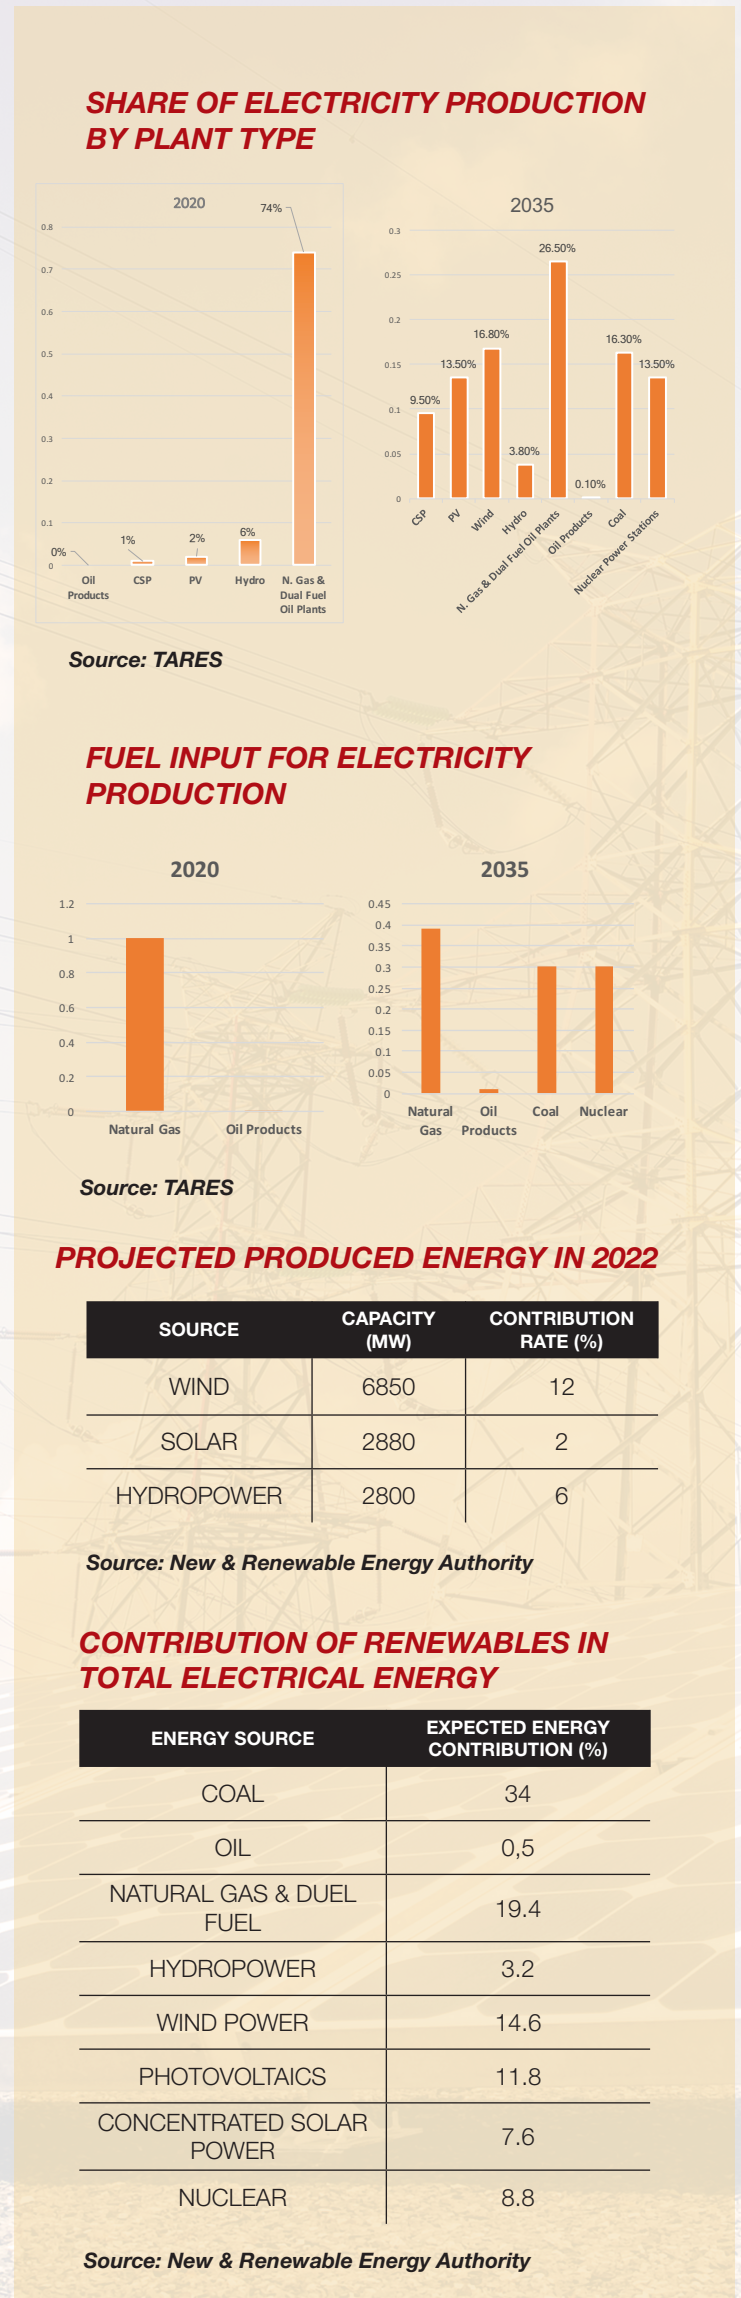 SHARE OF ELECTRICITY PRODUCTION
BY PLANT TYPE
2020
74%
0.8
0.7
0.6
0.5
0.4
0.3
0.2
0.1
0
0%
1%
2%
6%
Oil
Products
CSP
PV
Hydro
N. Gas &
Dual Fuel
Oil Plants
2035
0.3
0.25
0.2
0.15
0.1
0.05
0
9.50%
13.50%
16.80%
3.80%
26.50%
0.10%
16.30%
13.50%
CSP
PV
Wind
Hydro
N. Gas & Dual Fuel Oil Plants
Oil Products
Coal
Nuclear Power Stations
Source: TARES
FUEL INPUT FOR ELECTRICITY
PRODUCTION
2020
1.2
1
0.8
0.6
0.4
0.2
0
Natural Gas
Oil Products
2035
0.45
0.4
0.35
0.3
0.25
0.2
0.15
0.1
0.05
0
Natural
Gas
Oil
Products
Coal
Nuclear
Source: TARES
PROJECTED PRODUCED ENERGY IN 2022
SOURCE
CAPACITY
(MW)
CONTRIBUTION
RATE (%)
WIND 6850 12
SOLAR 2880 2
HYDROPOWER 2800 6
Source: New & Renewable Energy Authority
CONTRIBUTION OF RENEWABLES IN
TOTAL ELECTRICAL ENERGY
ENERGY SOURCE
EXPECTED ENERGY
CONTRIBUTION (%)
COAL 34
OIL 0,5
NATURAL GAS & DUEL
FUEL
19.4
HYDROPOWER 3.2
WIND POWER 14.6
PHOTOVOLTAICS 11.8
CONCENTRATED SOLAR
POWER
7.6
NUCLEAR 8.8
Source: New & Renewable Energy Authority